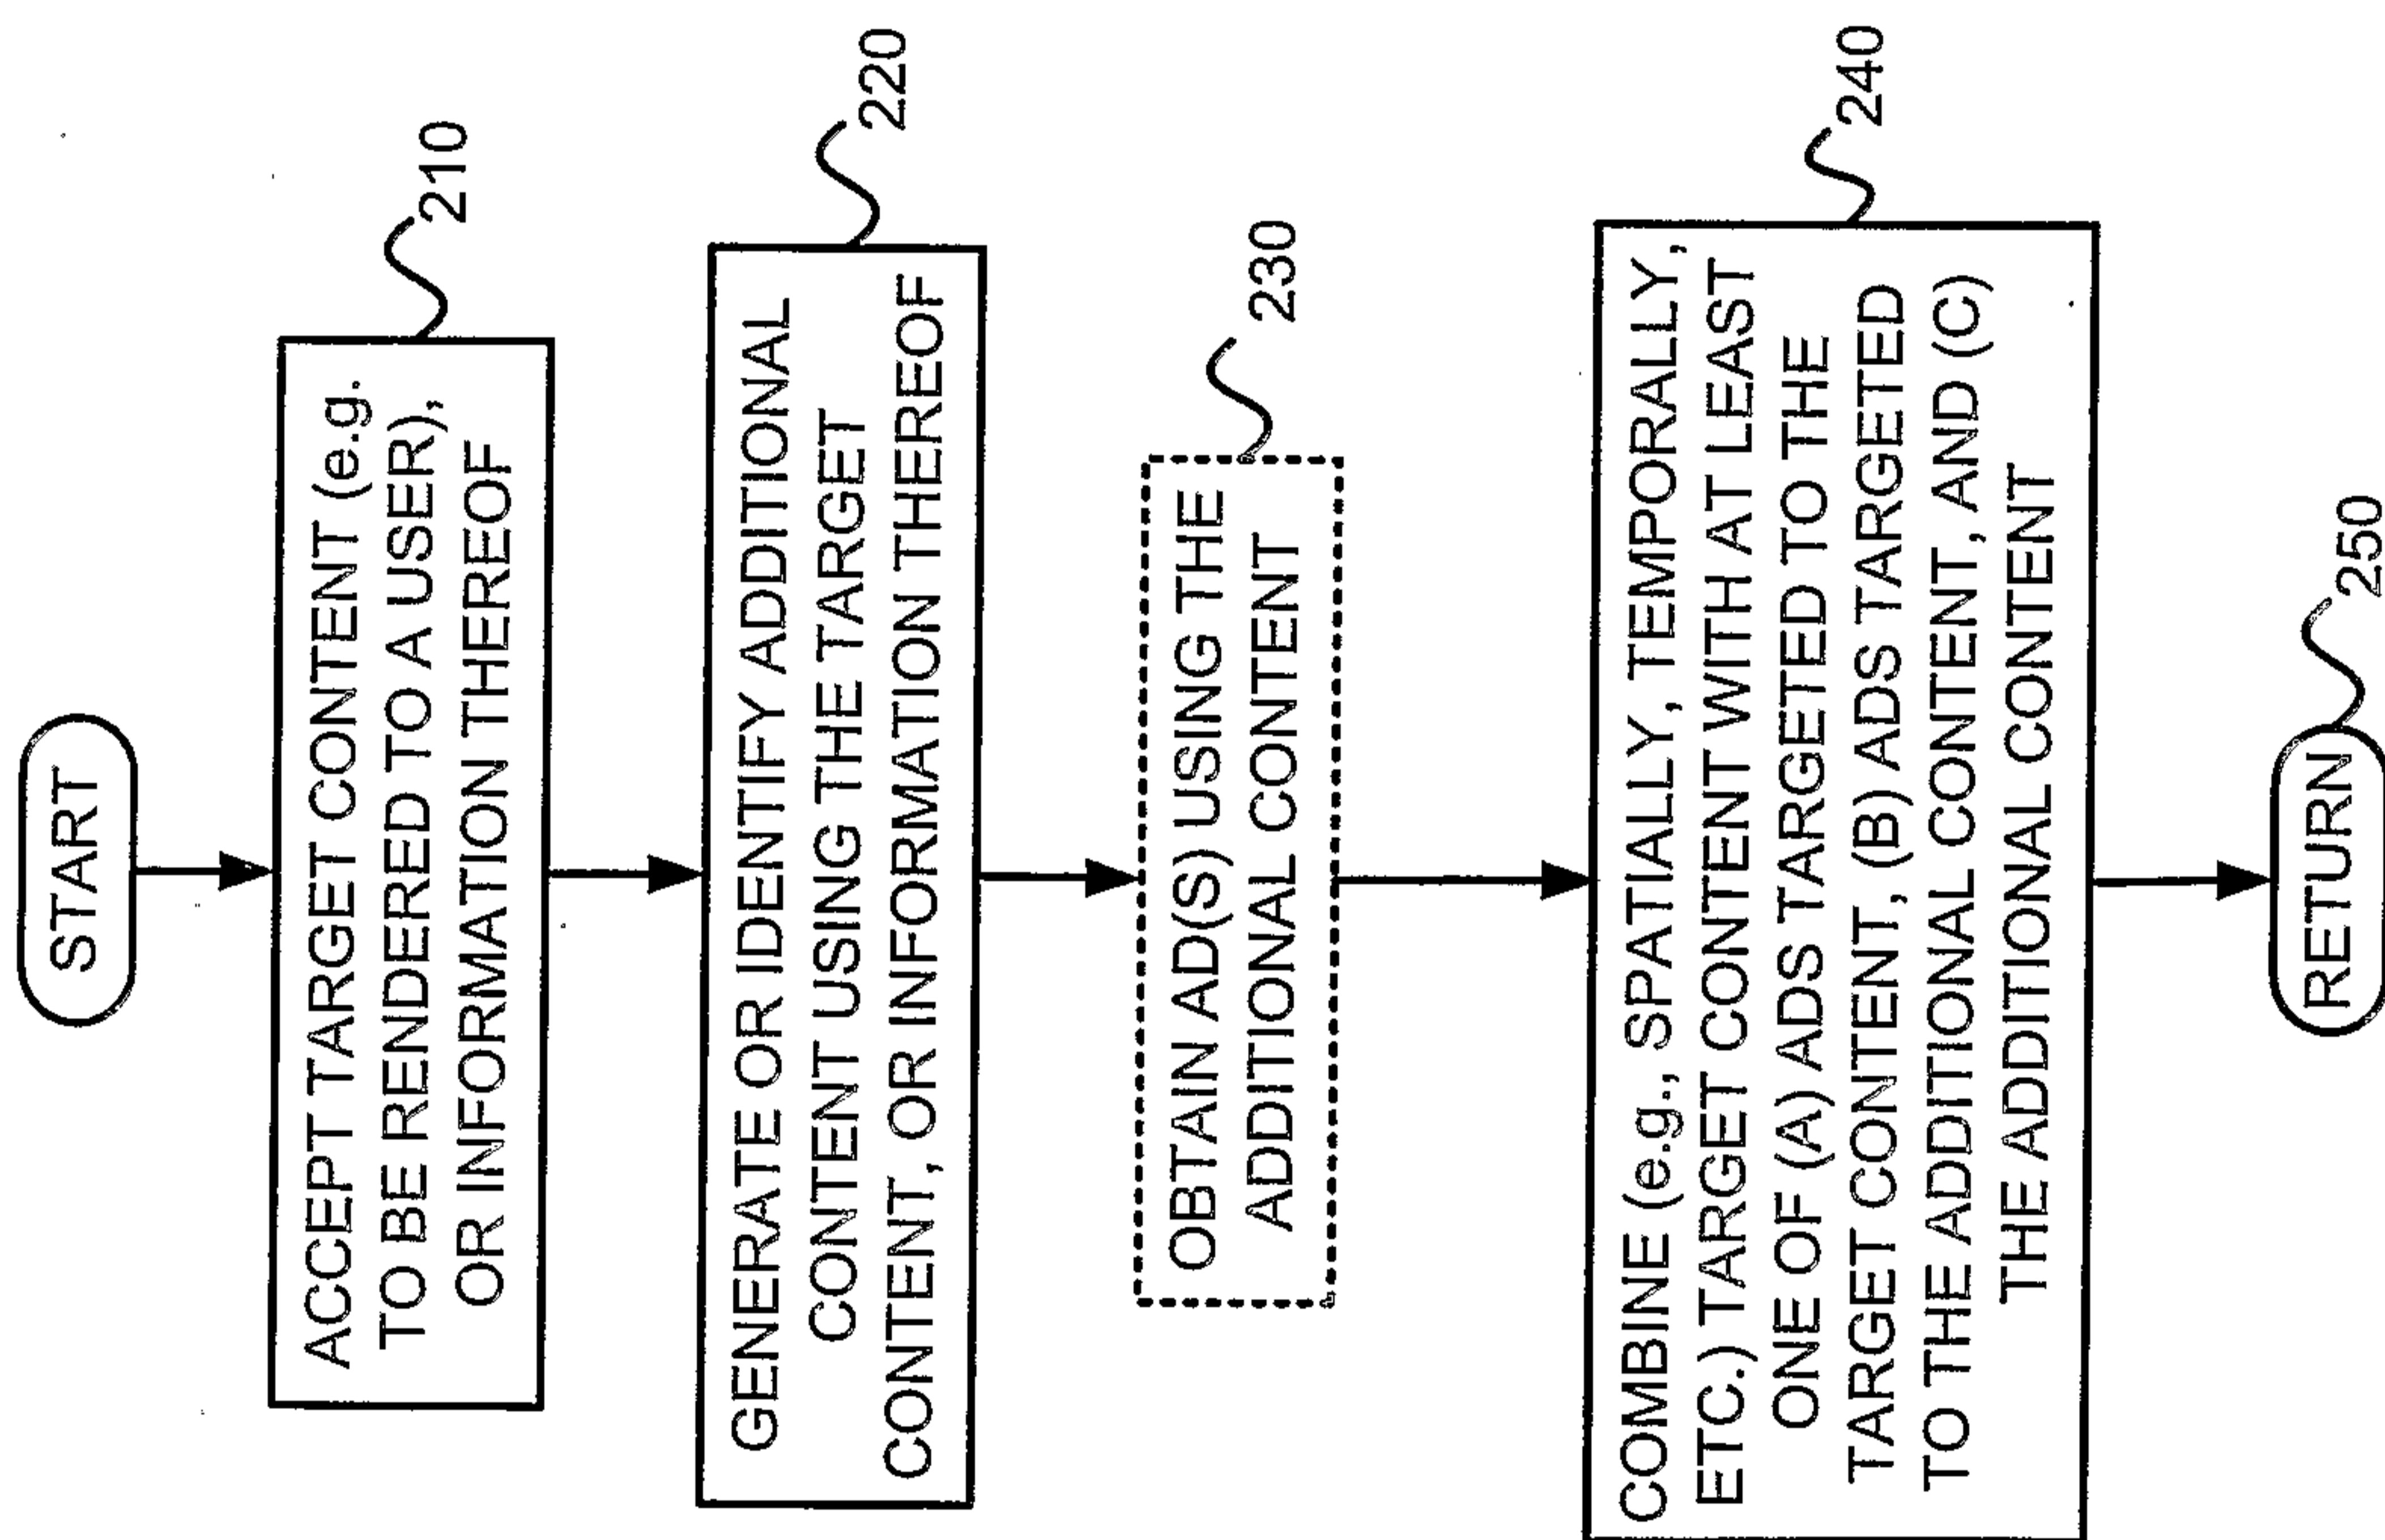 START
ACCEPT TARGET CONTENT (e.g.
TO BE RENDERED TO A USER),
OR INFORMATION THEREOF
210
GENERATE OR IDENTIFY ADDITIONAL
CONTENT USING THE TARGET
CONTENT, OR INFORMATION THEREOF
220
OBTAIN AD(S) USING THE
ADDITIONAL CONTENT
230
COMBINE (e.g., SPATIALLY, TEMPORALLY,
ETC.) TARGET CONTENT WITH AT LEAST
ONE OF (A) ADS TARGETED TO THE
TARGET CONTENT, (B) ADS TARGETED
TO THE ADDITIONAL CONTENT, AND (C)
THE ADDITIONAL CONTENT
240
RETURN
250